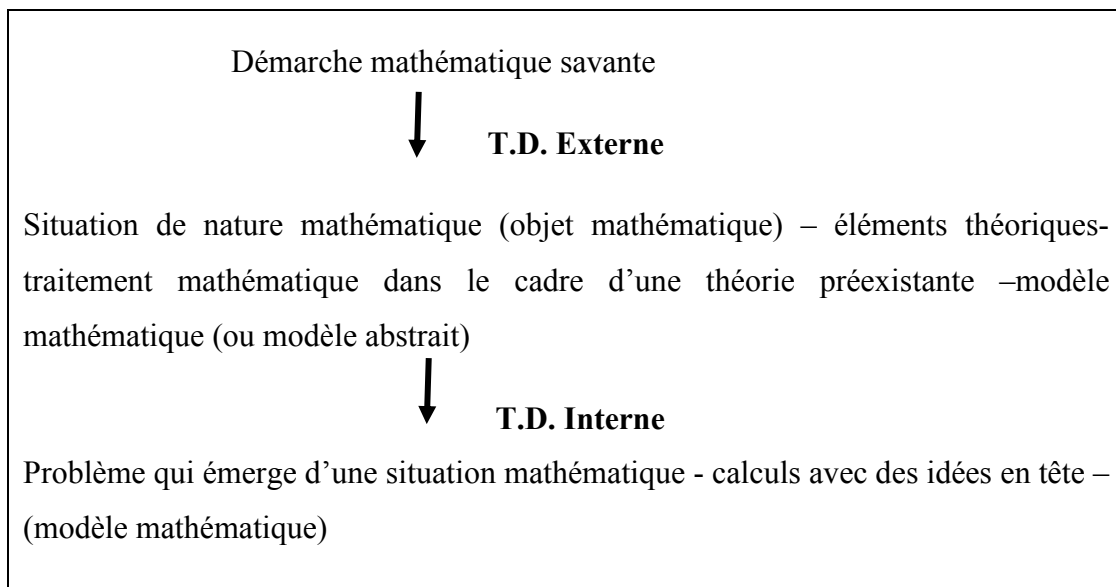 Démarche mathématique savante
T.D. Externe
Situation de nature mathématique (objet mathématique) – éléments théoriques-
traitement mathématique dans le cadre d’une théorie préexistante –modèle
mathématique (ou modèle abstrait)
T.D. Interne
Problème qui émerge d’une situation mathématique - calculs avec des idées en tête –
(modèle mathématique)